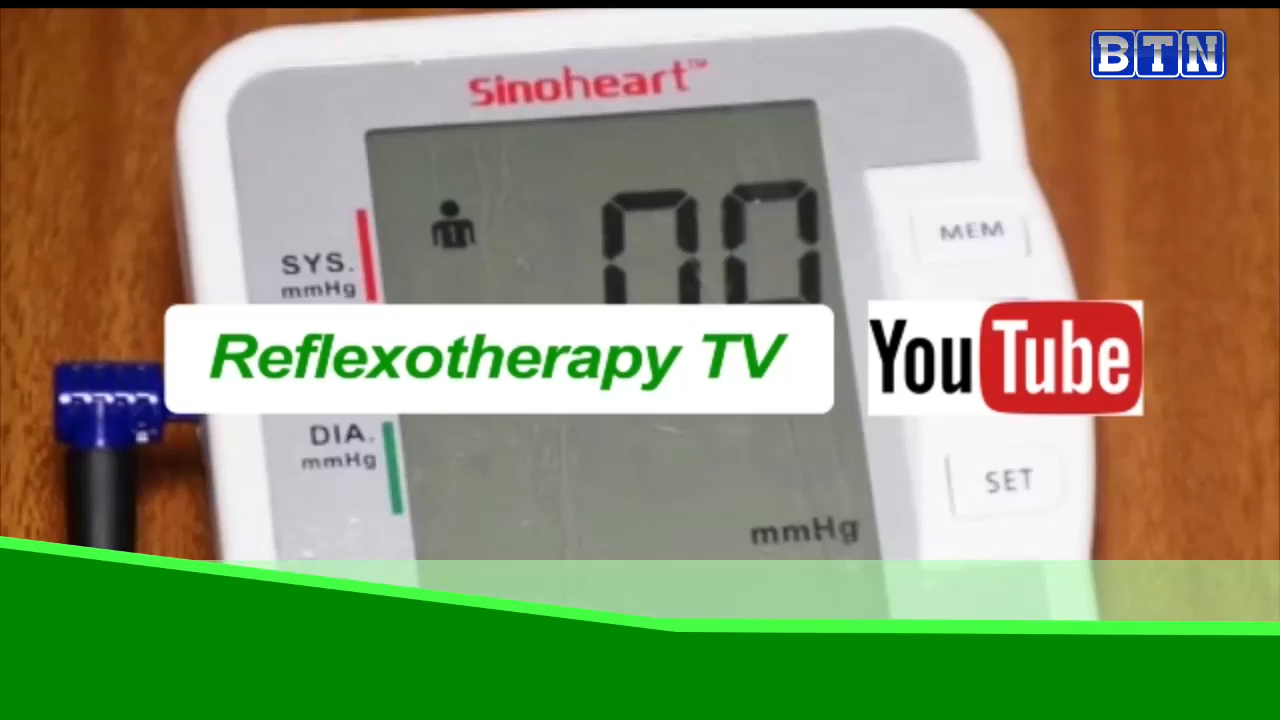 BTN
Sinoheart™
00
MEM
SYS.
mmHg
Reflexotherapy TV
YouTube
DIA.
mmHg
SET
mmHg